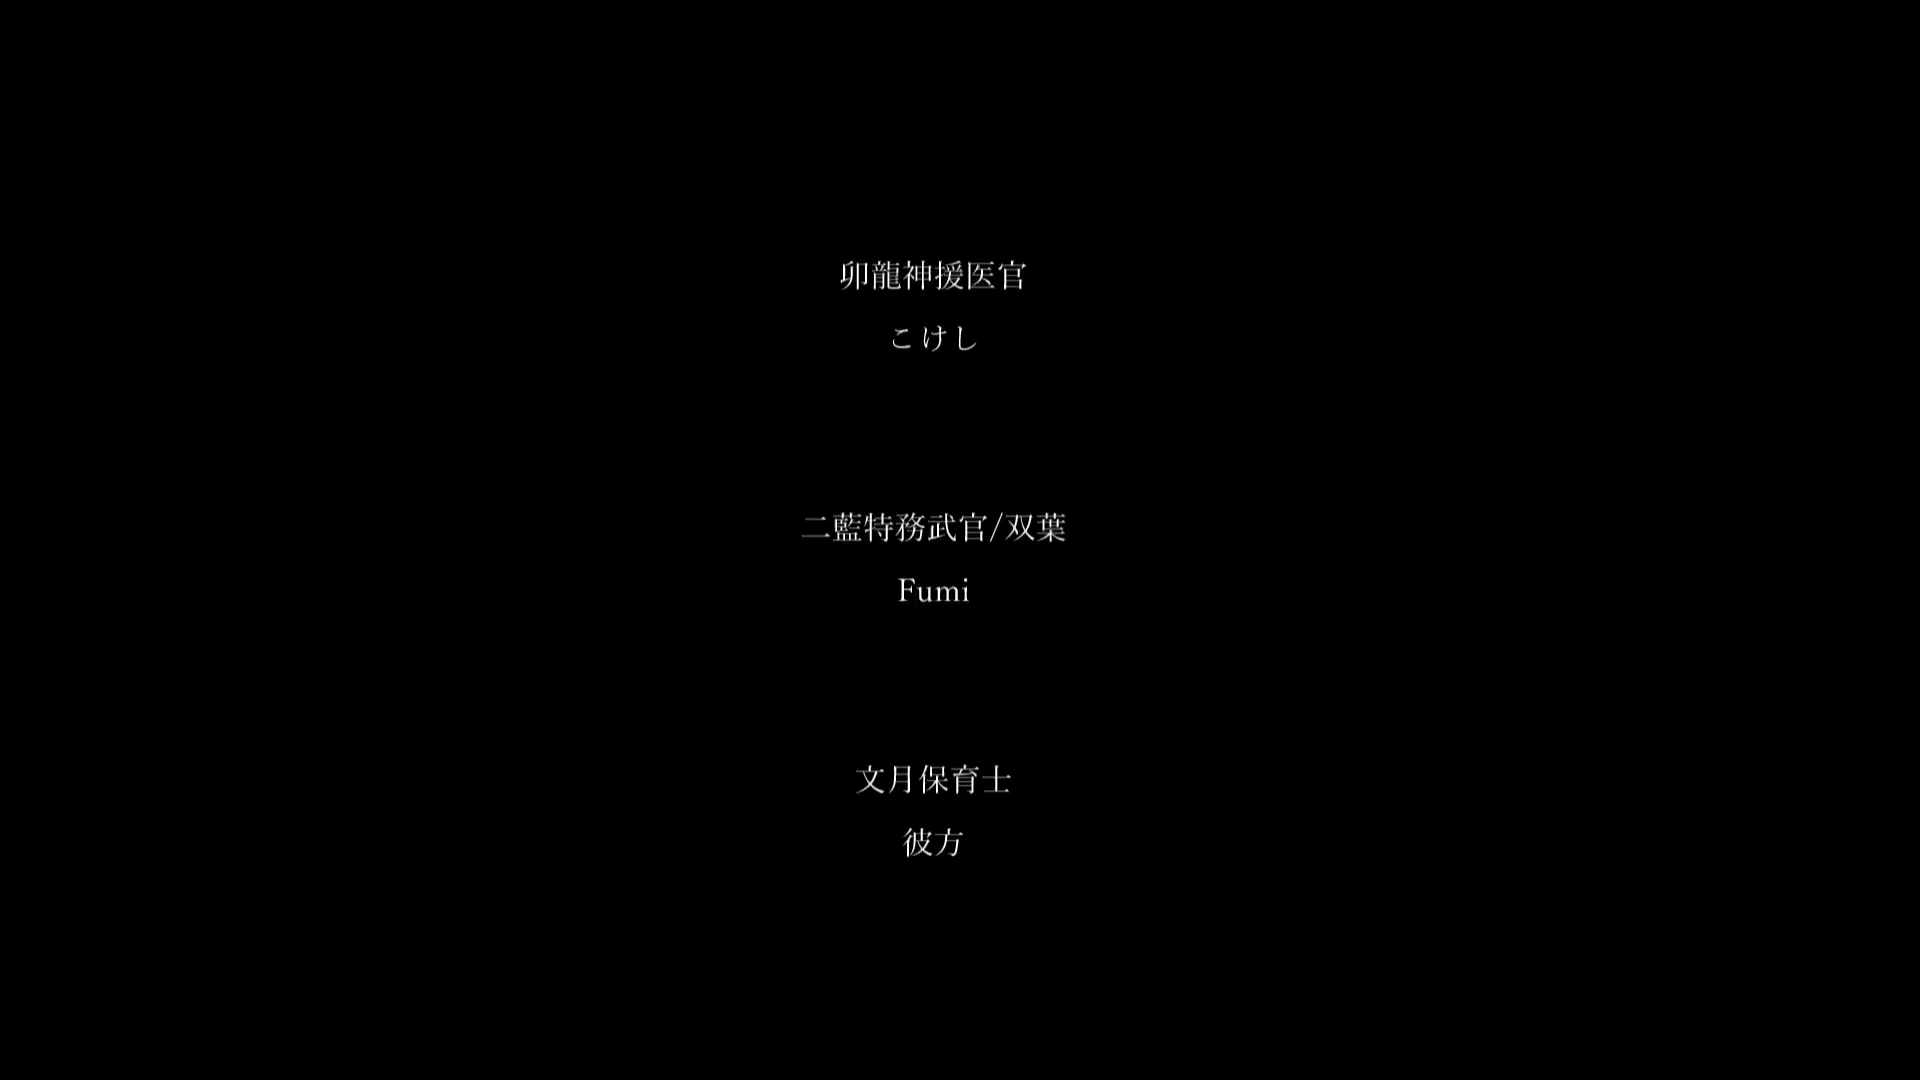 卯龍神援医官
こけし
二藍特務武官/双葉
Fumi
文月保育士
彼方